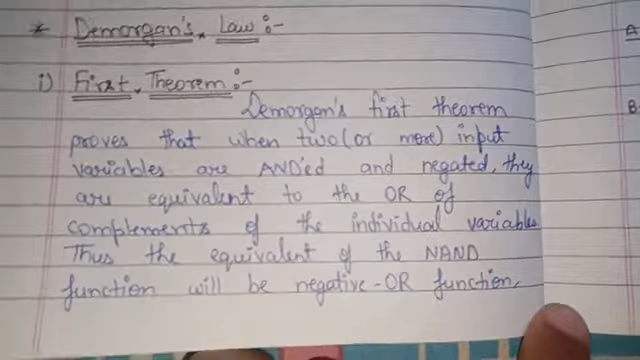 * Demorgan's Law :-
i) First Theorem :-
Demorgan's first theorem
proves that when two (or more) input
variables are AND'ed and negated, they
are equivalent to the OR of
complements of the individual variables
Thus the equivalent of the NAND
function will be negative-OR function.
A
B